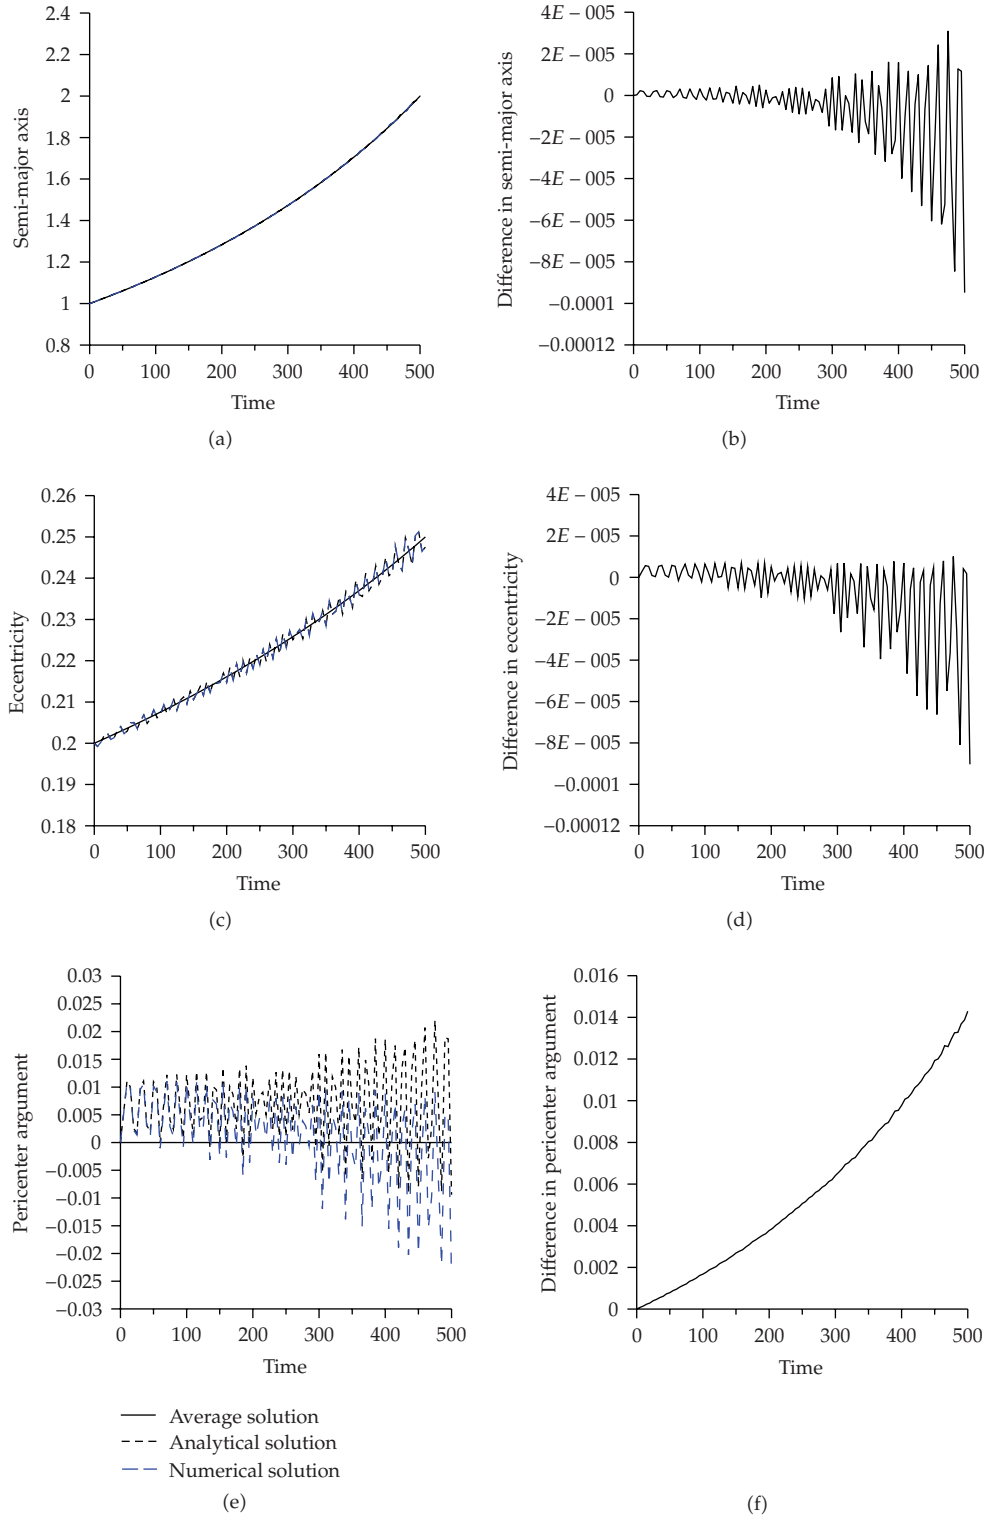 2.4
2.2
2
1.8
1.6
1.4
1.2
1
0.8
Semi-major axis
0 100 200 300 400 500
Time
(a)
4E − 005
2E − 005
0
−2E − 005
−4E − 005
−6E − 005
−8E − 005
−0.0001
−0.00012
Difference in semi-major axis
0 100 200 300 400 500
Time
(b)
0.26
0.25
0.24
0.23
0.22
0.21
0.2
0.19
0.18
Eccentricity
0 100 200 300 400 500
Time
(c)
4E − 005
2E − 005
0
−2E − 005
−4E − 005
−6E − 005
−8E − 005
−0.0001
−0.00012
Difference in eccentricity
0 100 200 300 400 500
Time
(d)
0.03
0.025
0.02
0.015
0.01
0.005
0
−0.005
−0.01
−0.015
−0.02
−0.025
−0.03
Pericenter argument
0 100 200 300 400 500
Time
Average solution
Analytical solution
Numerical solution
(e)
0.016
0.014
0.012
0.01
0.008
0.006
0.004
0.002
0
Difference in pericenter argument
0 100 200 300 400 500
Time
(f)